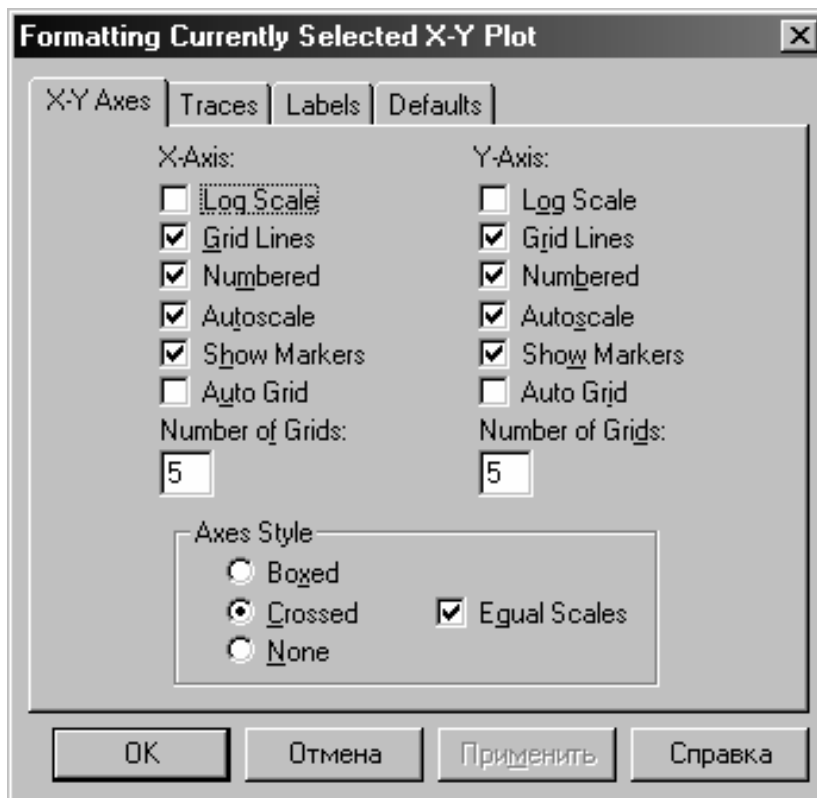 Formatting Currently Selected X-Y Plot
X-Y Axes Traces Labels Defaults
X-Axis: Y-Axis:
Log Scale Log Scale
Grid Lines Grid Lines
Numbered Numbered
Autoscale Autoscale
Show Markers Show Markers
Auto Grid Auto Grid
Number of Grids: Number of Grids:
5 5
Axes Style
Boxed
Crossed Equal Scales
None
OK Отмена Применить Справка